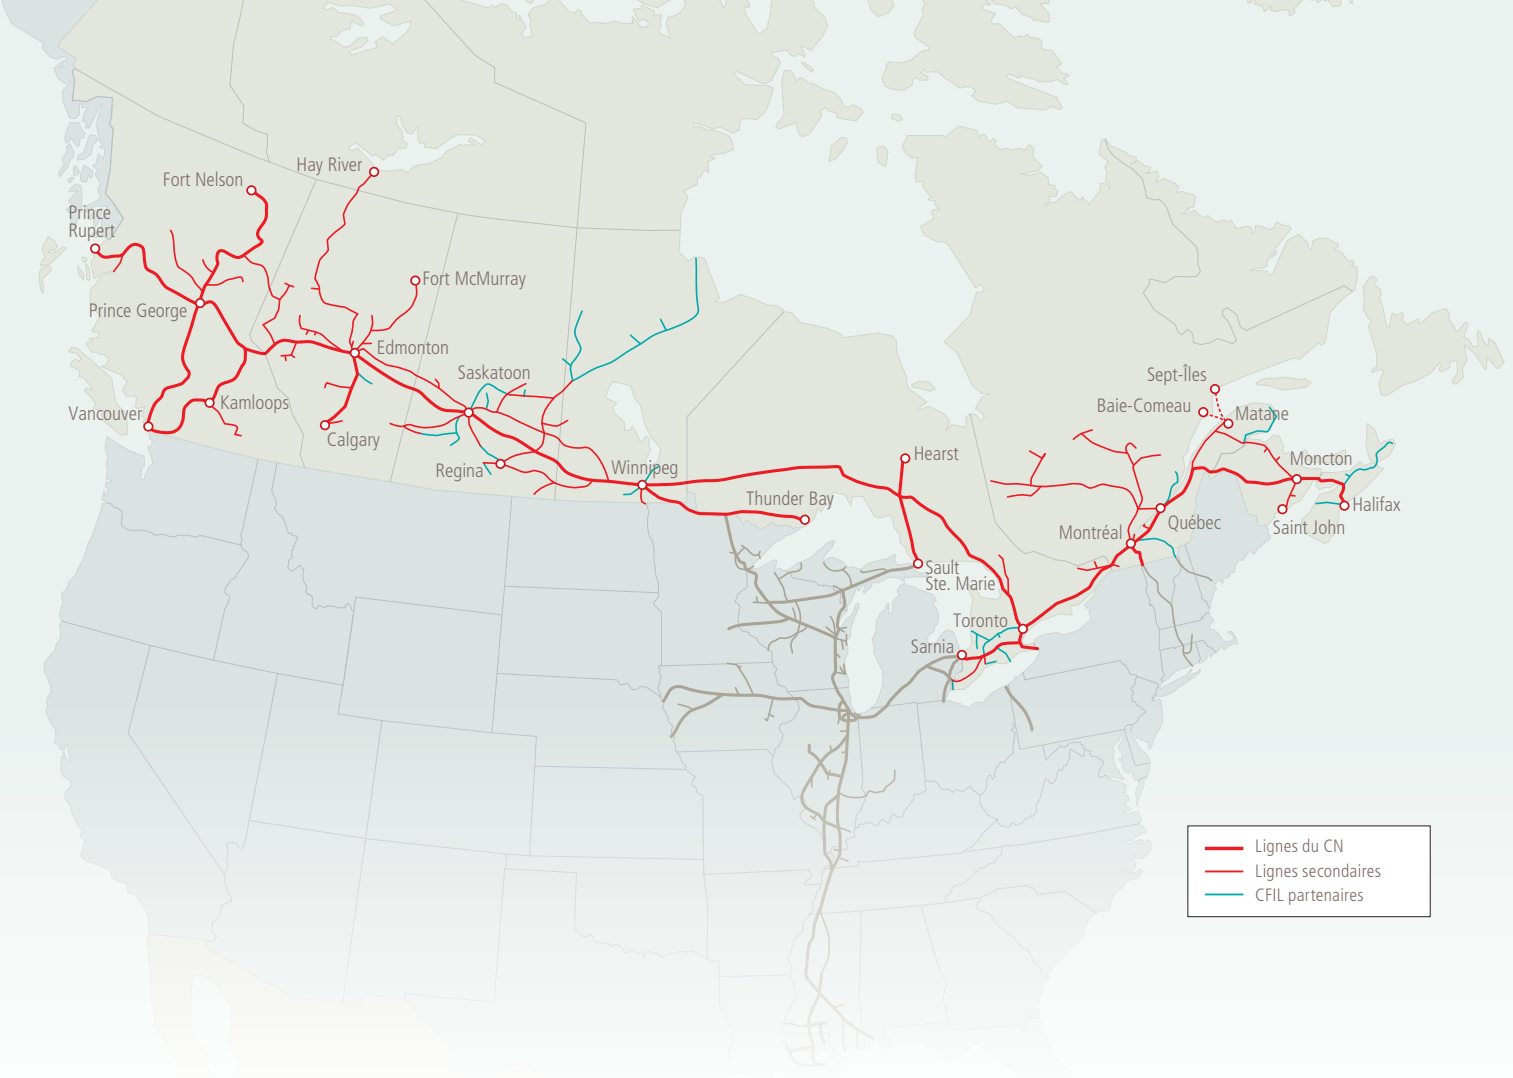 Hay River
Fort Nelson
Prince
Rupert
Fort McMurray
Prince George
Edmonton
Saskatoon
Sept-Îles
Kamloops
Baie-Comeau
Vancouver
Matane
Calgary
Hearst
Moncton
Regina
Winnipeg
Thunder Bay
Halifax
Québec
Saint John
Montréal
Sault
Ste. Marie
Toronto
Sarnia
Lignes du CN
Lignes secondaires
CFIL partenaires